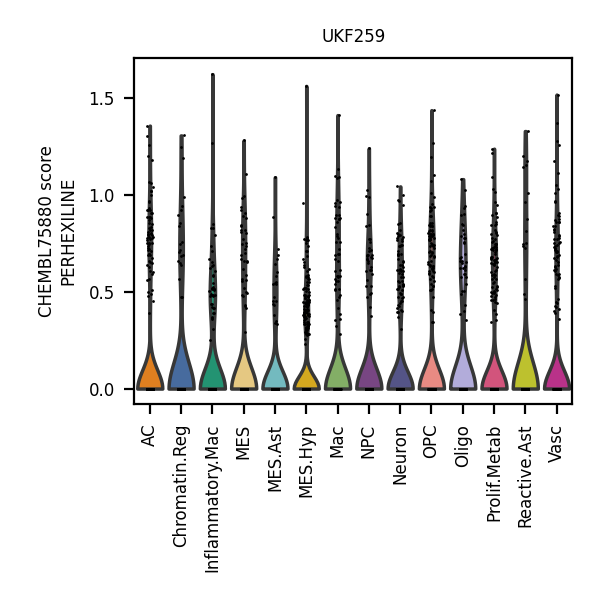 UKF259
CHEMBL75880 score
PERHEXILINE
1.5
1.0
0.5
0.0
AC
Chromatin.Reg
Inflammatory.Mac
MES
MES.Ast
MES.Hyp
Mac
NPC
Neuron
OPC
Oligo
Prolif.Metab
Reactive.Ast
Vasc